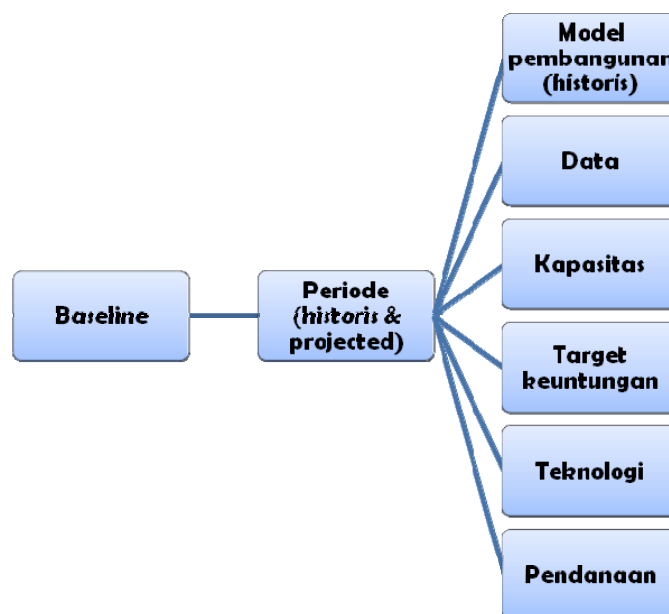 Baseline
Periode
(historis &
projected)
Model
pembangunan
(historis)
Data
Kapasitas
Target
keuntungan
Teknologi
Pendanaan